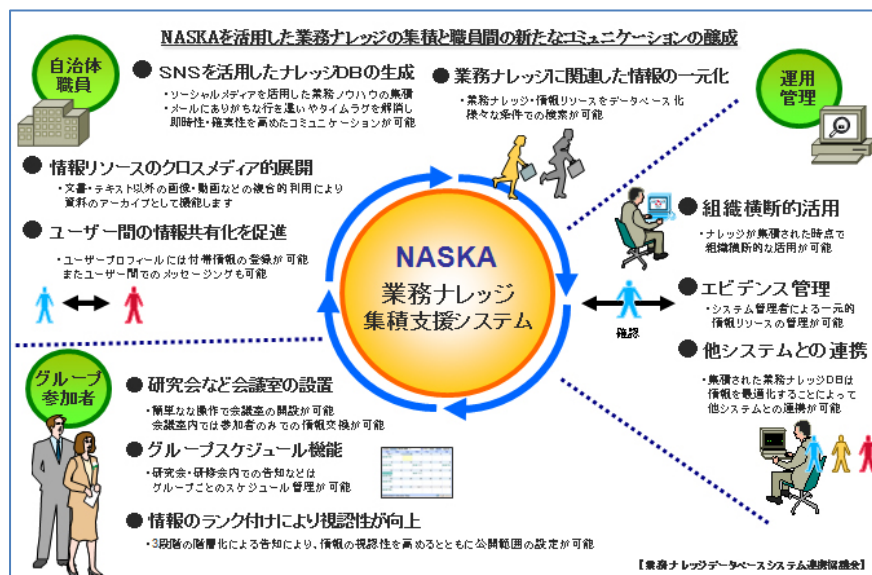 NASKAを活用した業務ナレッジの集積と職員間の新たなコミュニケーションの醸成
自治体
職員
● SNSを活用したナレッジDBの生成
・ソーシャルメディアを活用した業務ノウハウの集積
・メールにありがちな行き違いやタイムラグを解消し
即時性・確実性を高めたコミュニケーションが可能
● 業務ナレッジに関連した情報の一元化
・業務ナレッジ・情報リソースをデータベース化
様々な条件での検索が可能
運用
管理
● 情報リソースのクロスメディア的展開
・文書・テキスト以外の画像・動画などの複合的利用により
資料のアーカイブとして機能します
● ユーザー間の情報共有化を促進
・ユーザープロフィールには付帯情報の登録が可能
またユーザー間でのメッセージングも可能
NASKA
業務ナレッジ
集積支援システム
● 組織横断的活用
・ナレッジが集積された時点で
組織横断的な活用が可能
● エビデンス管理
・システム管理者による一元的
情報リソースの管理が可能
確認
● 他システムとの連携
・集積された業務ナレッジDBは
情報を最適化することによって
他システムとの連携が可能
グループ
参加者
● 研究会など会議室の設置
・簡単なな操作で会議室の開設が可能
会議室内では参加者のみでの情報交換が可能
● グループスケジュール機能
・研究会・研修会内での告知などは
グループごとのスケジュール管理が可能
● 情報のランク付けにより視認性が向上
・3段階の階層化による告知により、情報の視認性を高めるとともに公開範囲の設定が可能
【業務ナレッジデータベースシステム連携協議会】